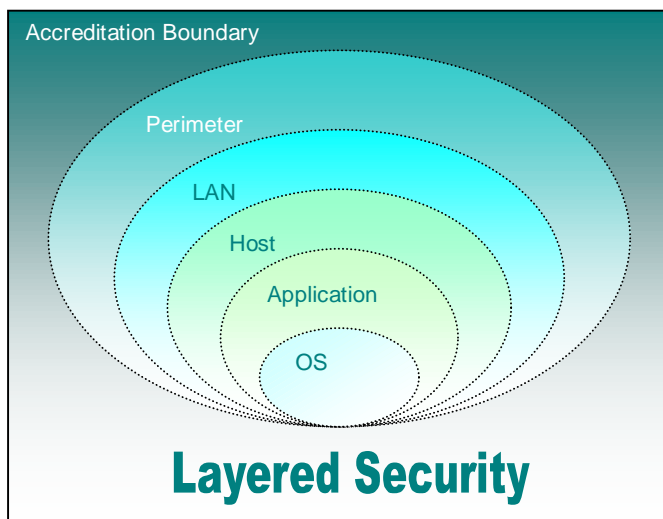 Accreditation Boundary
Perimeter
LAN
Host
Application
OS
Layered Security